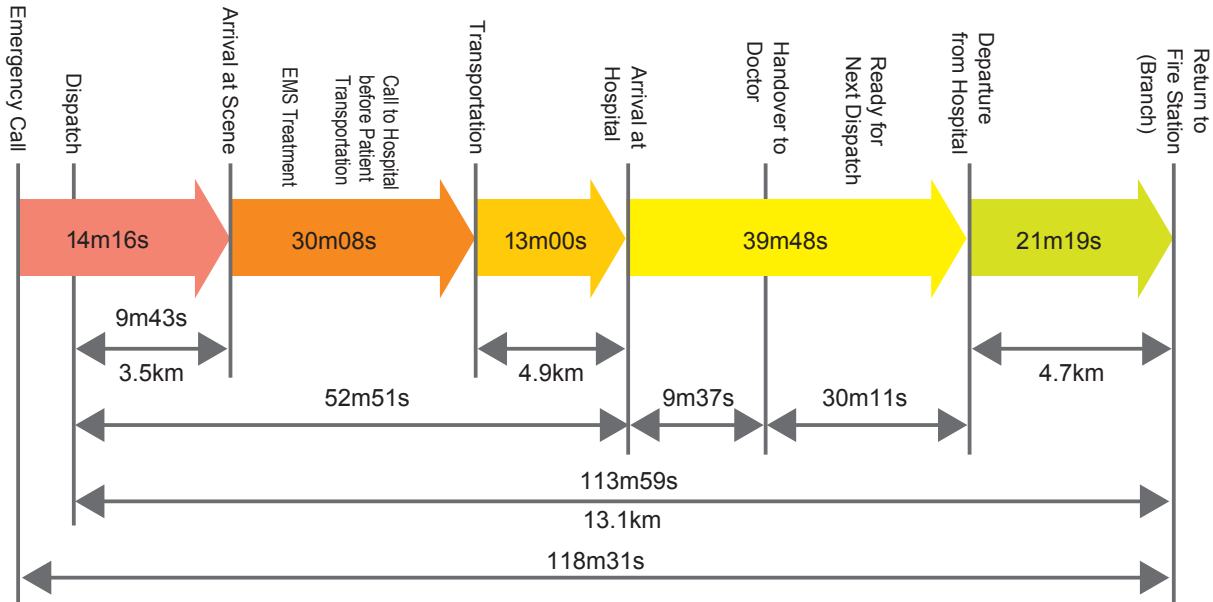 Emergency Call
Dispatch
Arrival at Scene
EMS Treatment
Call to Hospital
before Patient
Transportation
Transportation
Arrival at
Hospital
Handover to
Doctor
Ready for
Next Dispatch
Departure
from Hospital
Return to
Fire Station
(Branch)
14m16s
30m08s
13m00s
39m48s
21m19s
9m43s
3.5km
4.9km
4.7km
52m51s
9m37s
30m11s
113m59s
13.1km
118m31s